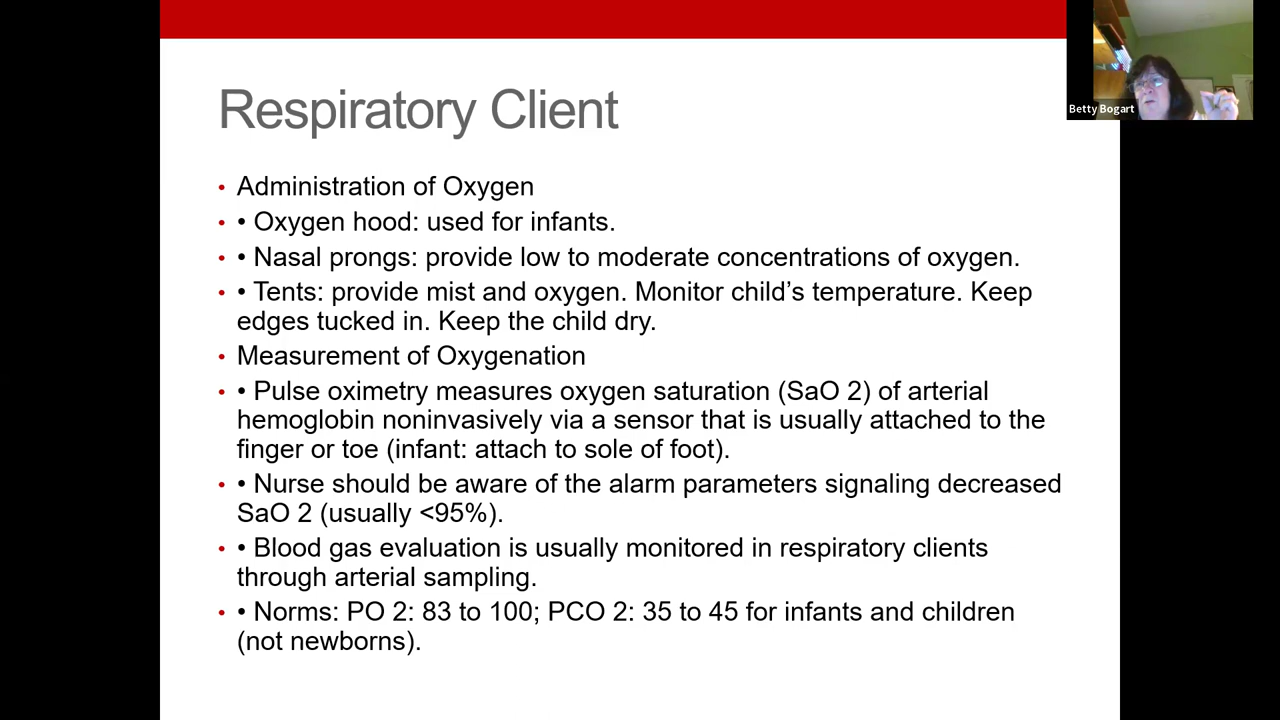 Respiratory Client
• Administration of Oxygen
• • Oxygen hood: used for infants.
• • Nasal prongs: provide low to moderate concentrations of oxygen.
• • Tents: provide mist and oxygen. Monitor child’s temperature. Keep
edges tucked in. Keep the child dry.
• Measurement of Oxygenation
• • Pulse oximetry measures oxygen saturation (SaO 2) of arterial
hemoglobin noninvasively via a sensor that is usually attached to the
finger or toe (infant: attach to sole of foot).
• • Nurse should be aware of the alarm parameters signaling decreased
SaO 2 (usually <95%).
• • Blood gas evaluation is usually monitored in respiratory clients
through arterial sampling.
• • Norms: PO 2: 83 to 100; PCO 2: 35 to 45 for infants and children
(not newborns).
Betty Bogart